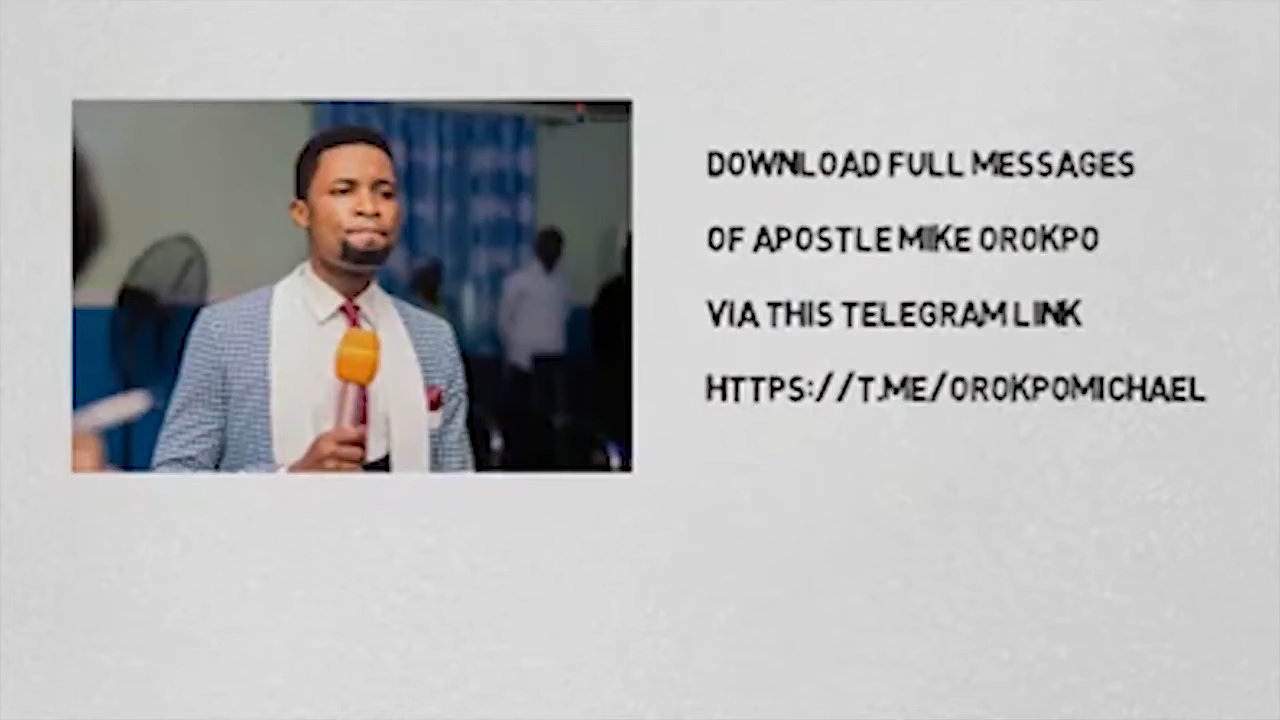 DOWNLOAD FULL MESSAGES
OF APOSTLE MIKE OROKPO
VIA THIS TELEGRAM LINK
HTTPS://T.ME/OROKPOMICHAEL